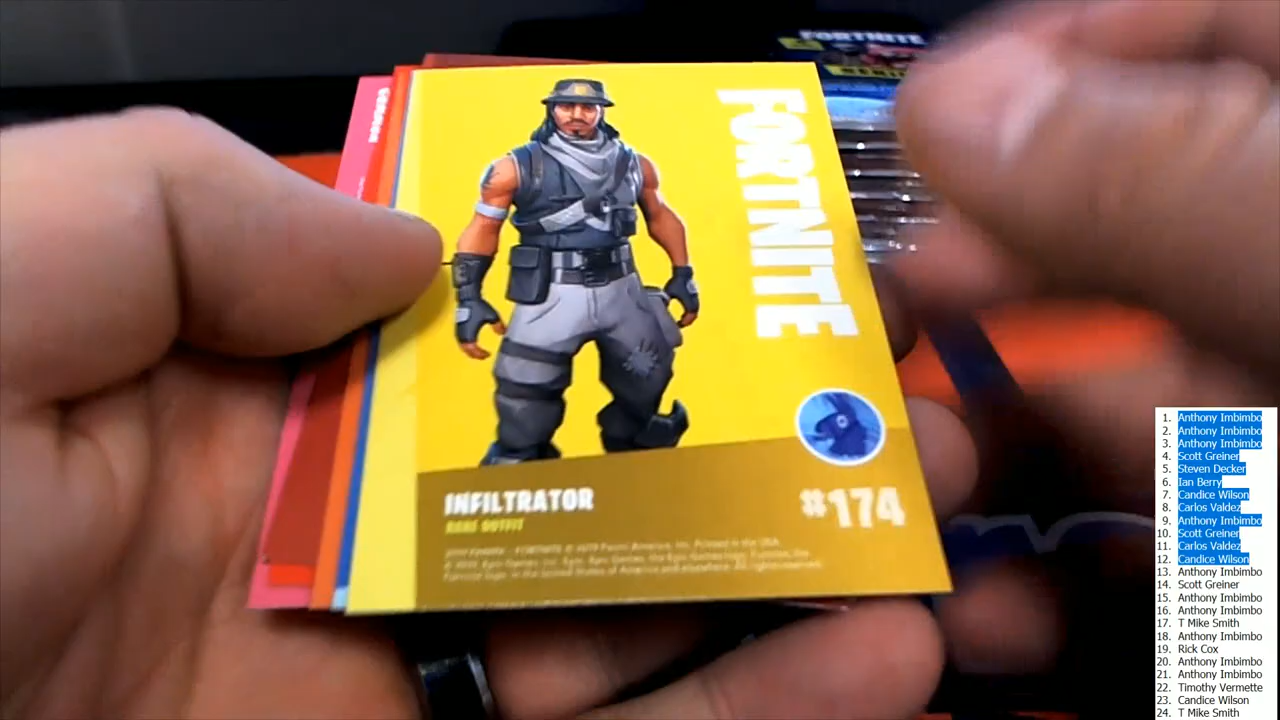 FORTNITE
FORTNITE
INFILTRATOR
RARE OUTFIT
#174
1. Anthony Imbimbo
2. Anthony Imbimbo
3. Anthony Imbimbo
4. Scott Greiner
5. Steven Decker
6. Ian Berry
7. Candice Wilson
8. Carlos Valdez
9. Anthony Imbimbo
10. Scott Greiner
11. Carlos Valdez
12. Candice Wilson
13. Anthony Imbimbo
14. Scott Greiner
15. Anthony Imbimbo
16. Anthony Imbimbo
17. T Mike Smith
18. Anthony Imbimbo
19. Rick Cox
20. Anthony Imbimbo
21. Anthony Imbimbo
22. Timothy Vermette
23. Candice Wilson
24. T Mike Smith